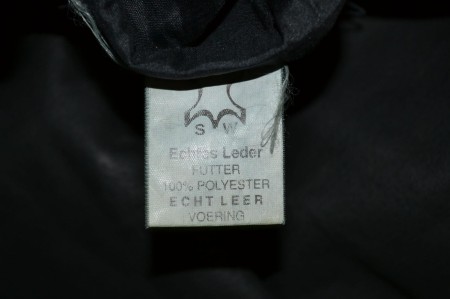 S W
Echtes Leder
FUTTER
100% POLYESTER
ECHT LEER
VOERING